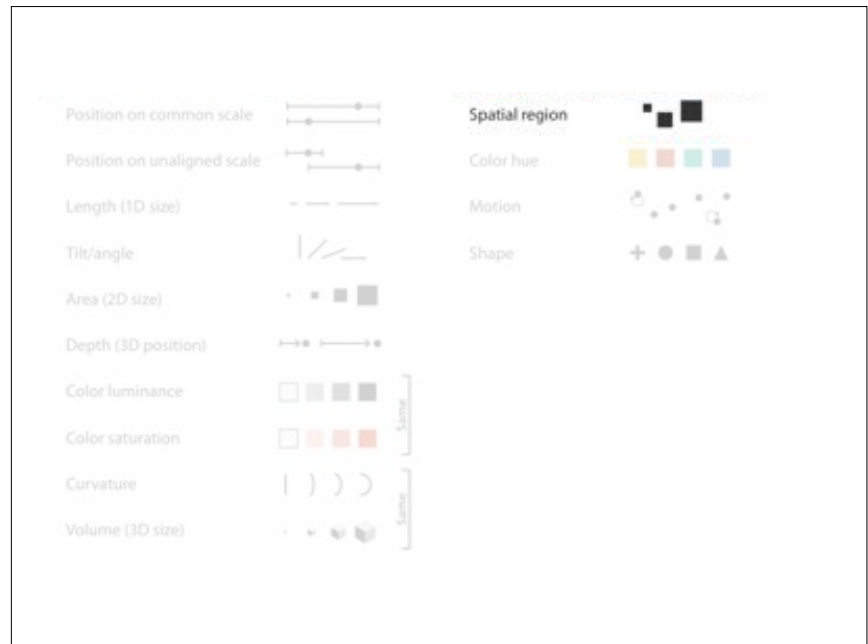 Position on common scale
Position on unaligned scale
Length (1D size)
Tilt/angle
Area (2D size)
Depth (3D position)
Color luminance
Color saturation
Same
Curvature
Volume (3D size)
Same
Spatial region
Color hue
Motion
Shape